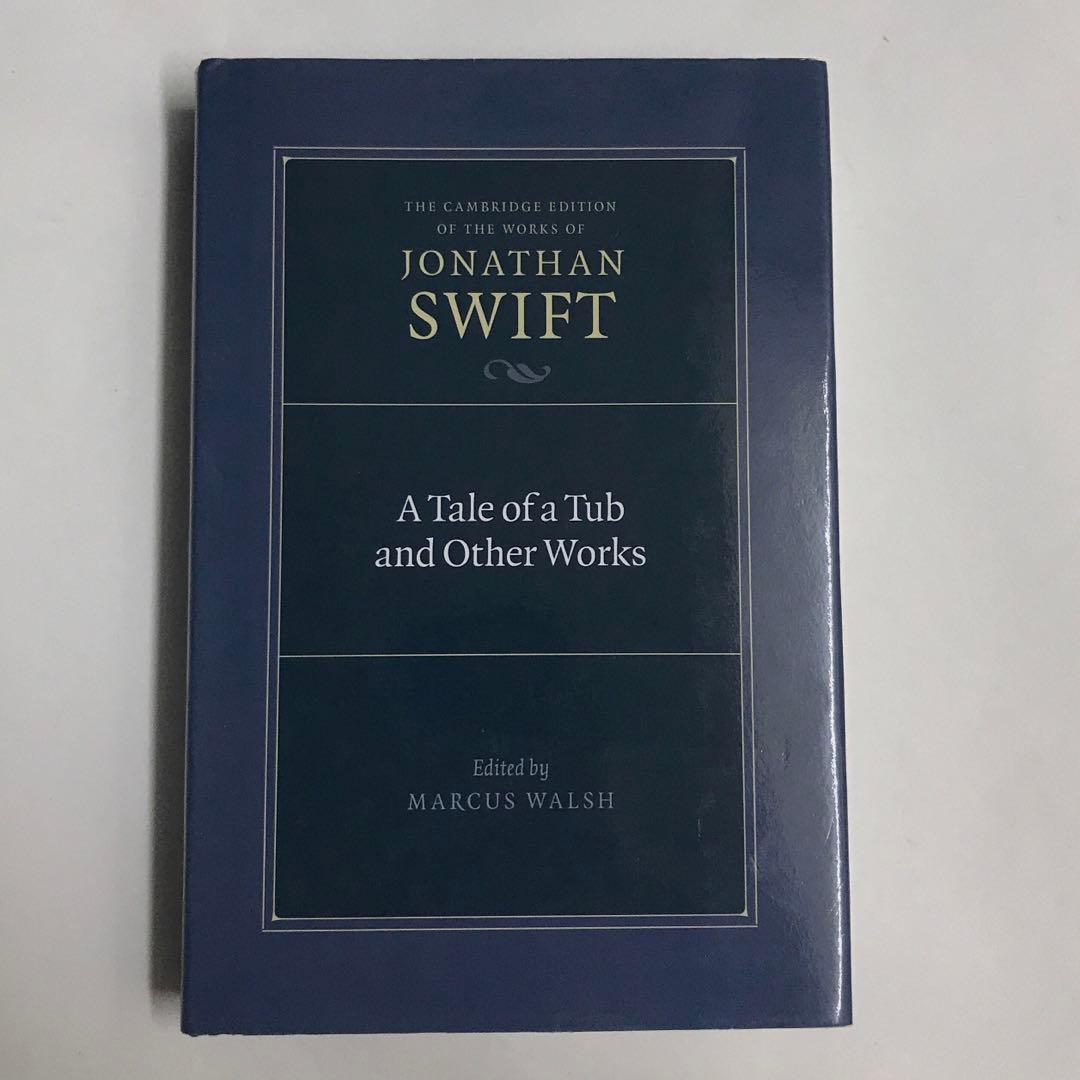 THE CAMBRIDGE EDITION
OF THE WORKS OF
JONATHAN
SWIFT
A Tale of a Tub
and Other Works
Edited by
MARCUS WALSH